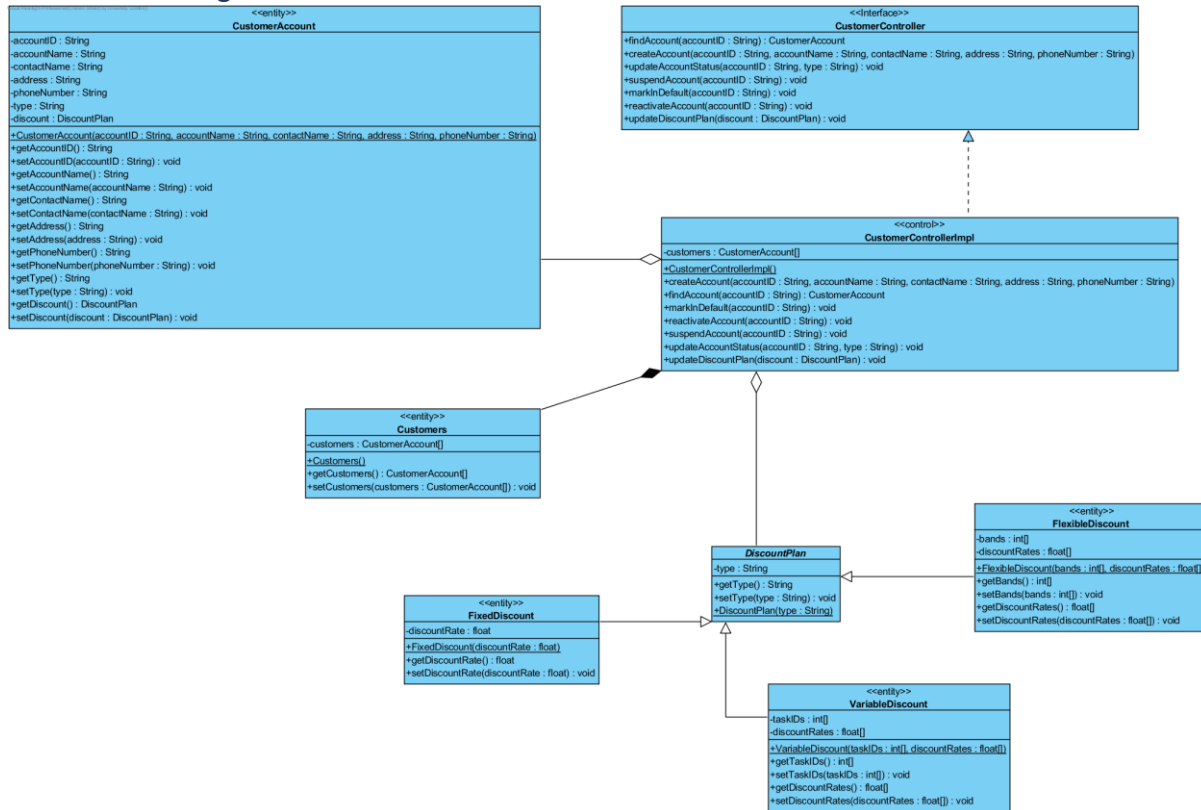 <<entity>>
CustomerAccount
-accountID : String
-accountName : String
-contactName : String
-address : String
-phoneNumber : String
-type : String
-discount : DiscountPlan
+CustomerAccount(accountID : String, accountName : String, contactName : String, address : String, phoneNumber : String)
+getAccountID() : String
+setAccountID(accountID : String) : void
+getAccountName() : String
+setAccountName(accountName : String) : void
+getContactName() : String
+setContactName(contactName : String) : void
+getAddress() : String
+setAddress(address : String) : void
+getPhoneNumber() : String
+setPhoneNumber(phoneNumber : String) : void
+getType() : String
+setType(type : String) : void
+getDiscount() : DiscountPlan
+setDiscount(discount : DiscountPlan) : void
<<Interface>>
CustomerController
+findAccount(accountID : String) : CustomerAccount
+createAccount(accountID : String, accountName : String, contactName : String, address : String, phoneNumber : String)
+updateAccountStatus(accountID : String, type : String) : void
+suspendAccount(accountID : String) : void
+markInDefault(accountID : String) : void
+reactivateAccount(accountID : String) : void
+updateDiscountPlan(discount : DiscountPlan) : void
<<control>>
CustomerControllerImpl
-customers : CustomerAccount[]
+CustomerControllerImpl()
+createAccount(accountID : String, accountName : String, contactName : String, address : String, phoneNumber : String)
+findAccount(accountID : String) : CustomerAccount
+markInDefault(accountID : String) : void
+reactivateAccount(accountID : String) : void
+suspendAccount(accountID : String) : void
+updateAccountStatus(accountID : String, type : String) : void
+updateDiscountPlan(discount : DiscountPlan) : void
<<entity>>
Customers
-customers : CustomerAccount[]
+Customers()
+getCustomers() : CustomerAccount[]
+setCustomers(customers : CustomerAccount[]) : void
DiscountPlan
-type : String
+getType() : String
+setType(type : String) : void
+DiscountPlan(type : String)
<<entity>>
FlexibleDiscount
-bands : int[]
-discountRates : float[]
+FlexibleDiscount(bands : int[], discountRates : float[]
+getBands() : int[]
+setBands(bands : int[]) : void
+getDiscountRates() : float[]
+setDiscountRates(discountRates : float[]) : void
<<entity>>
FixedDiscount
-discountRate : float
+FixedDiscount(discountRate : float)
+getDiscountRate() : float
+setDiscountRate(discountRate : float) : void
<<entity>>
VariableDiscount
-taskIDs : int[]
-discountRates : float[]
+VariableDiscount(taskIDs : int[], discountRates : float[])
+getTaskIDs() : int[]
+setTaskIDs(taskIDs : int[]) : void
+getDiscountRates() : float[]
+setDiscountRates(discountRates : float[]) : void